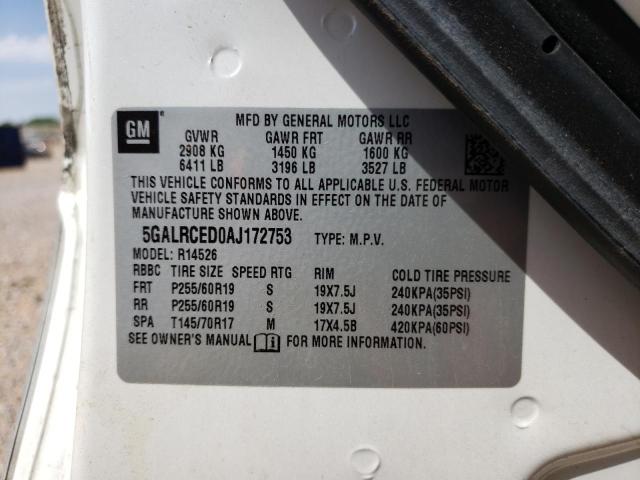 GM
MFD BY GENERAL MOTORS LLC
GVWR GAWR FRT GAWR RR
2908 KG 1450 KG 1600 KG
6411 LB 3196 LB 3527 LB
THIS VEHICLE CONFORMS TO ALL APPLICABLE U.S. FEDERAL MOTOR
VEHICLE SAFETY STANDARDS IN EFFECT ON THE DATE OF
MANUFACTURE SHOWN ABOVE.
5GALRCED0AJ172753 TYPE: M.P.V.
MODEL: R14526
RBBC TIRE SIZE SPEED RTG RIM COLD TIRE PRESSURE
FRT P255/60R19 S 19X7.5J 240KPA(35PSI)
RR P255/60R19 S 19X7.5J 240KPA(35PSI)
SPA T145/70R17 M 17X4.5B 420KPA(60PSI)
SEE OWNER'S MANUAL FOR MORE INFORMATION.